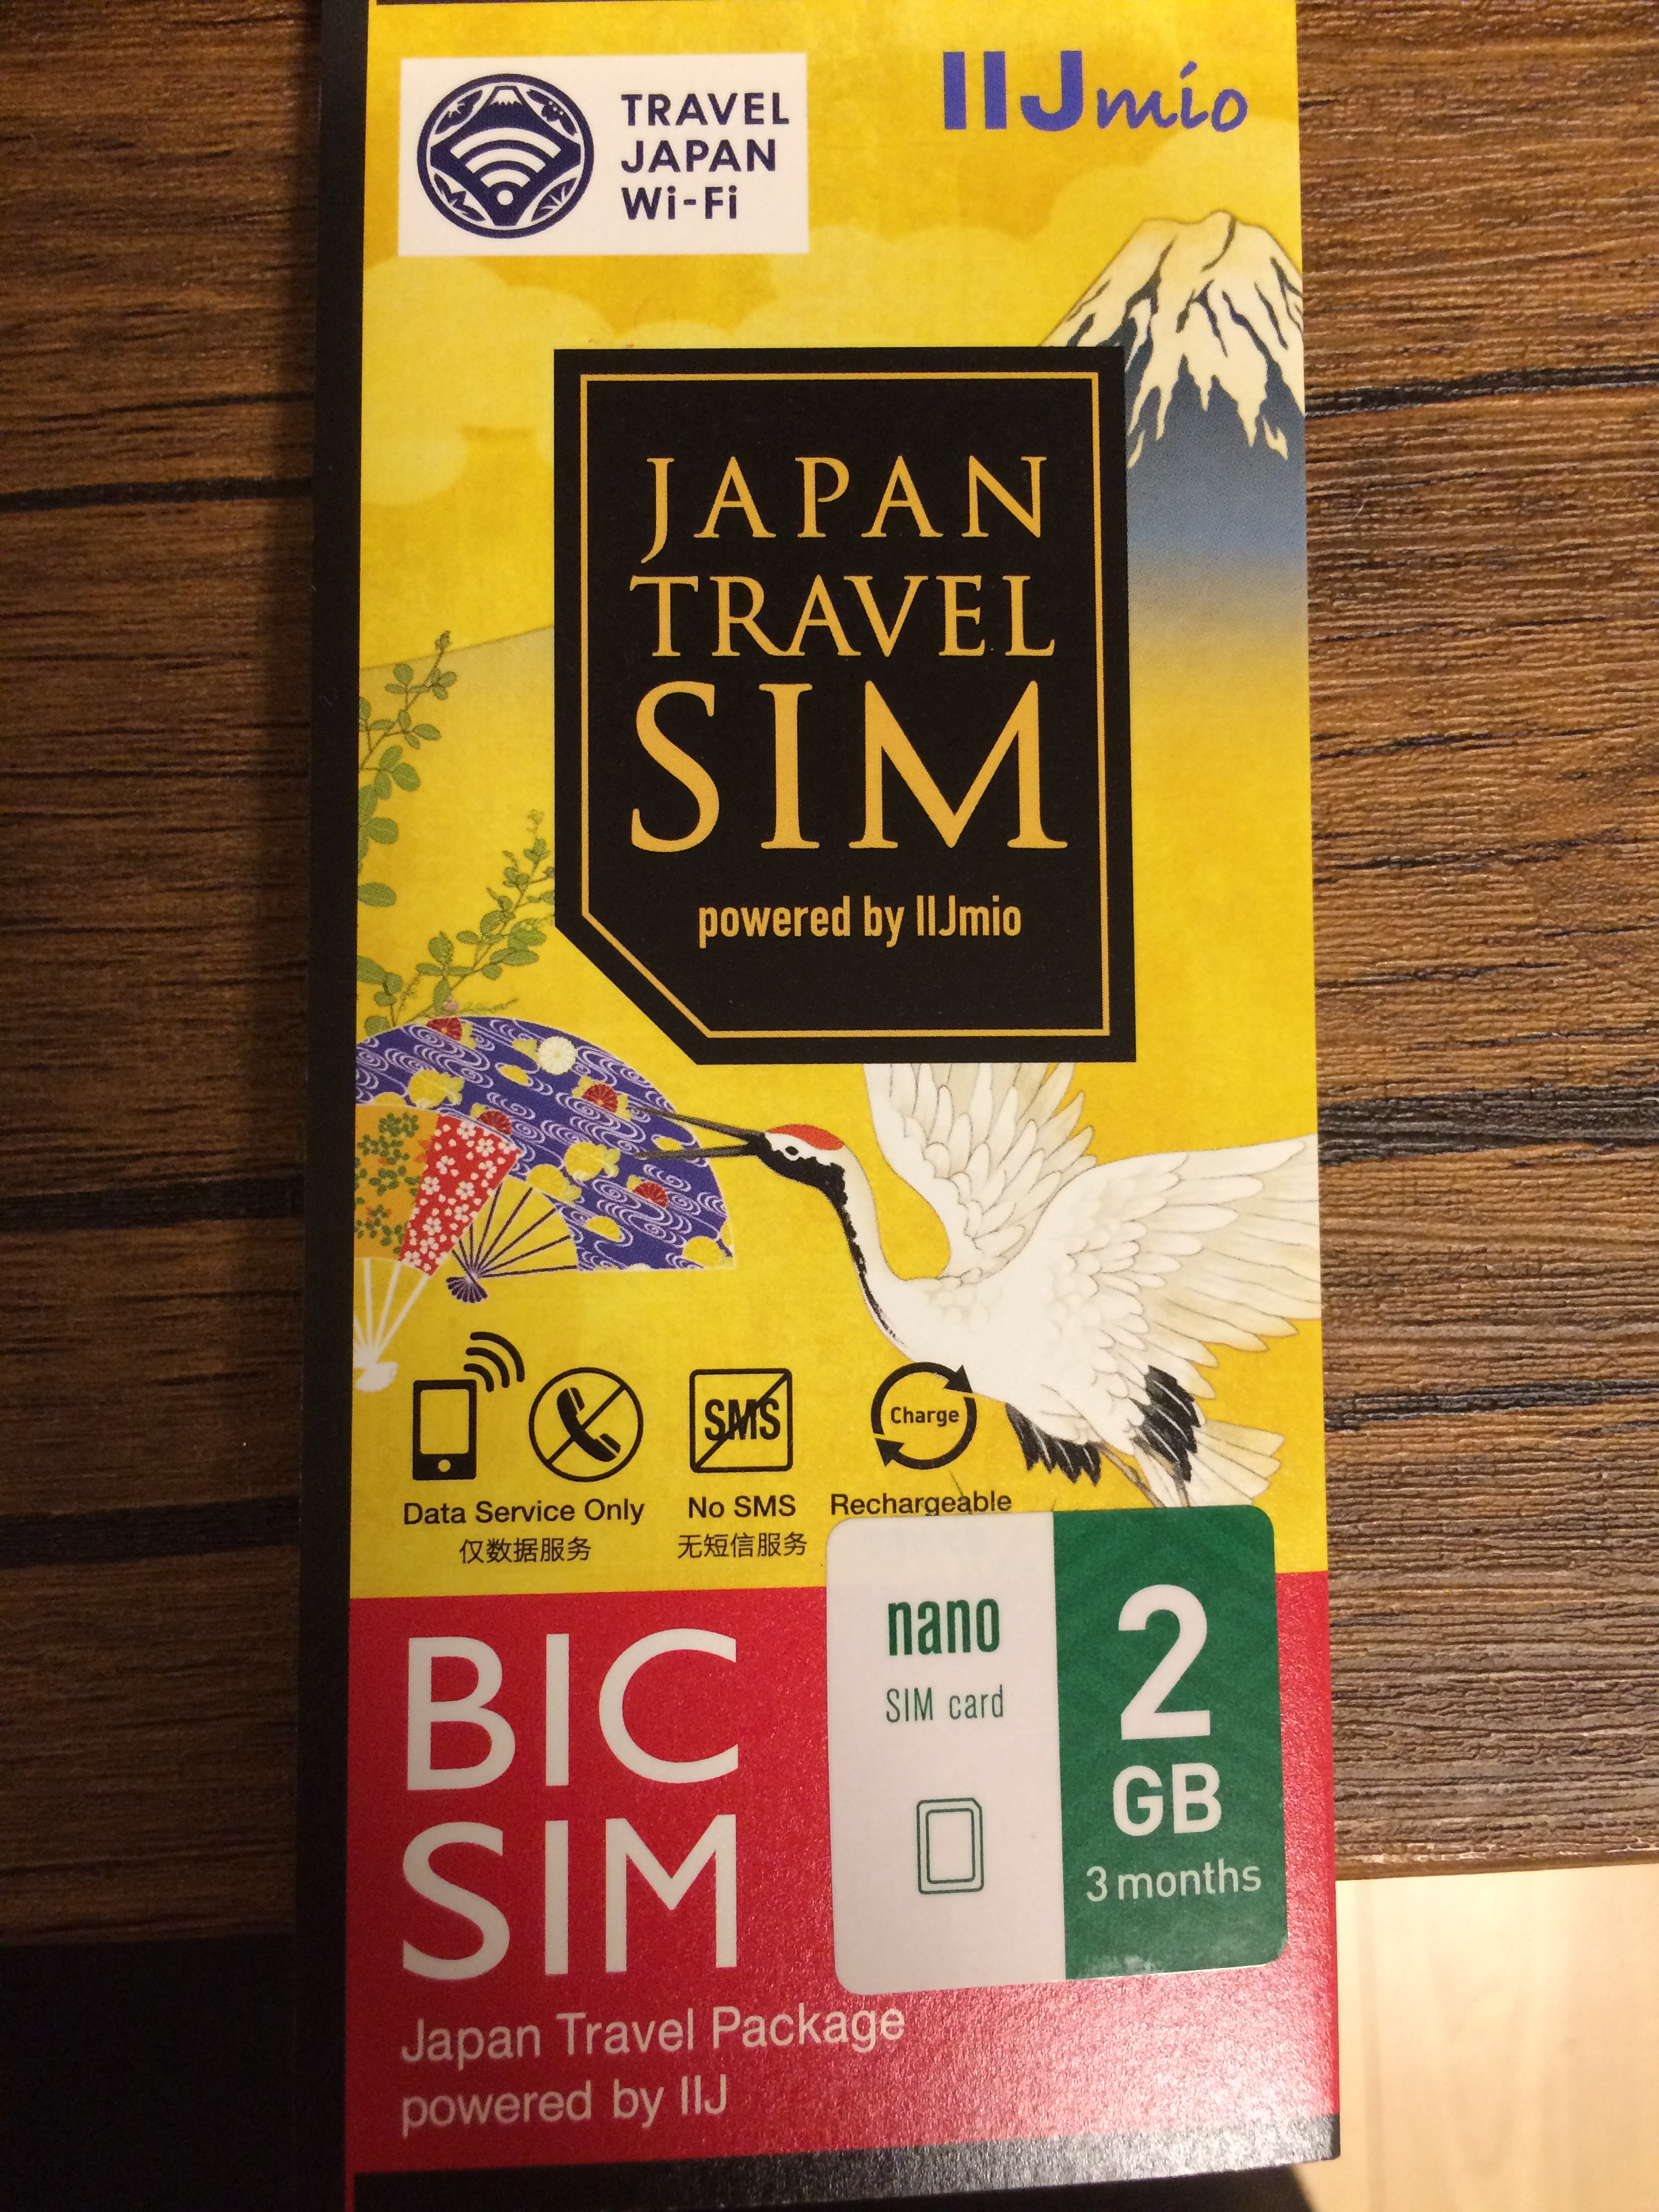 TRAVEL
JAPAN
Wi-Fi
IIJmio
JAPAN
TRAVEL
SIM
powered by IIJmio
SMS
Charge
Data Service Only
No SMS
Rechargeable
仅数据服务
无短信服务
nano
SIM card
2
GB
3 months
BIC
SIM
Japan Travel Package
powered by IIJ